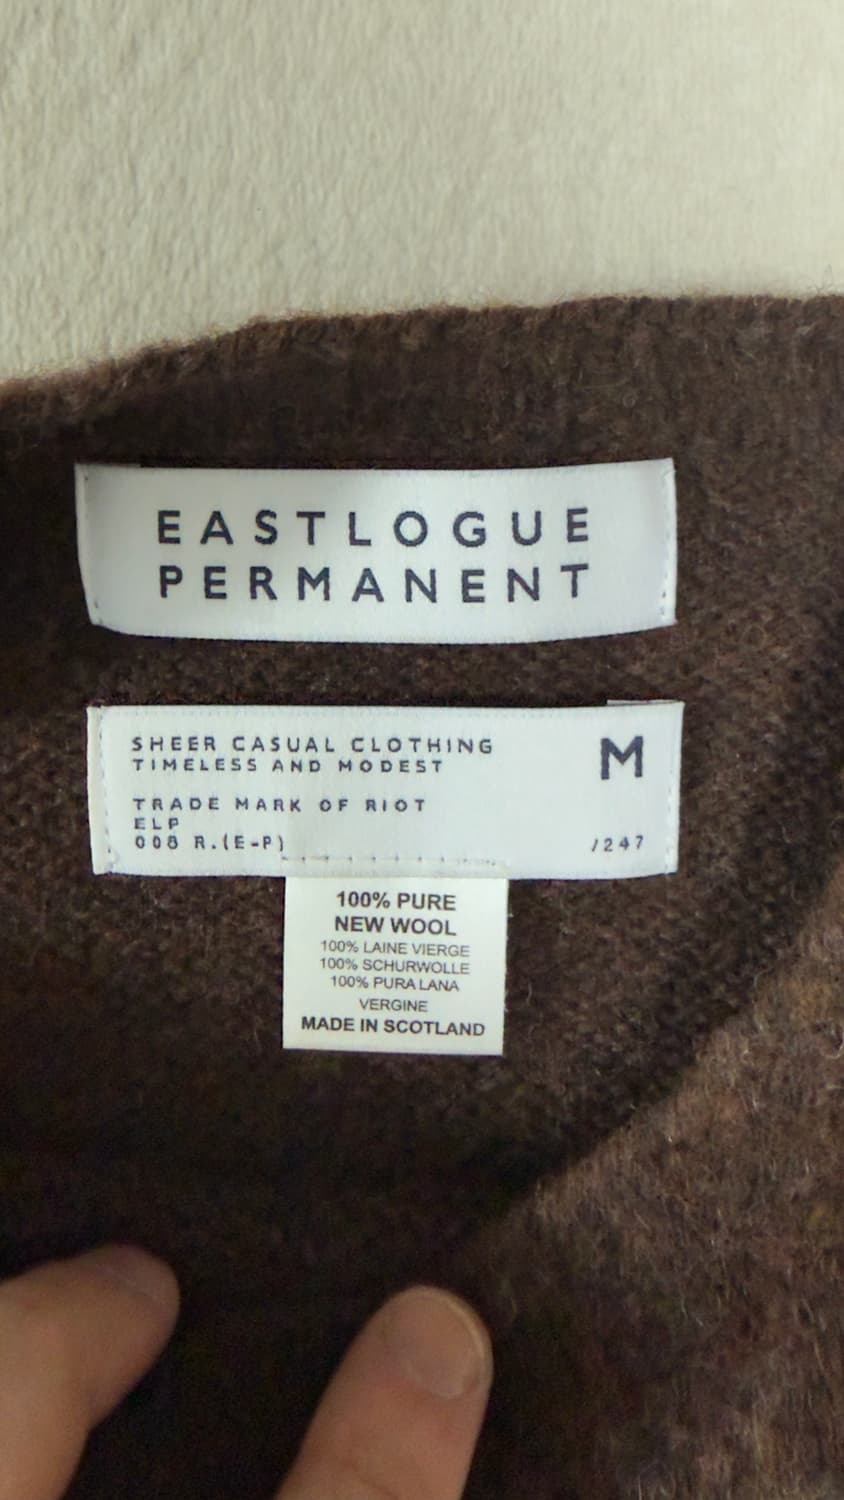 EASTLOGUE
PERMANENT
SHEER CASUAL CLOTHING
TIMELESS AND MODEST
M
TRADE MARK OF RIOT
ELP
008 R.(E-P)
/247
100% PURE
NEW WOOL
100% LAINE VIERGE
100% SCHURWOLLE
100% PURA LANA
VERGINE
MADE IN SCOTLAND